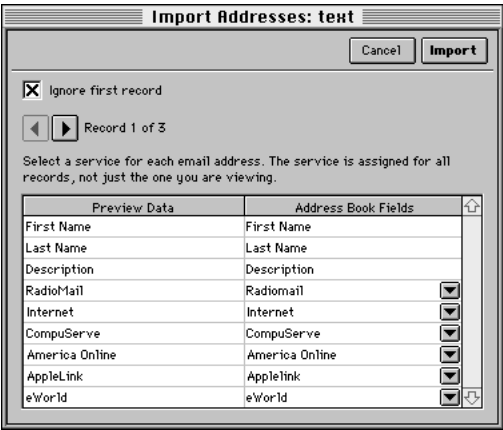 Import Addresses: text
Cancel Import
Ignore first record
Record 1 of 3
Select a service for each email address. The service is assigned for all
records, not just the one you are viewing.
Preview Data Address Book Fields
First Name First Name
Last Name Last Name
Description Description
RadioMail Radiomail
Internet Internet
CompuServe CompuServe
America Online America Online
AppleLink Applelink
eWorld eWorld